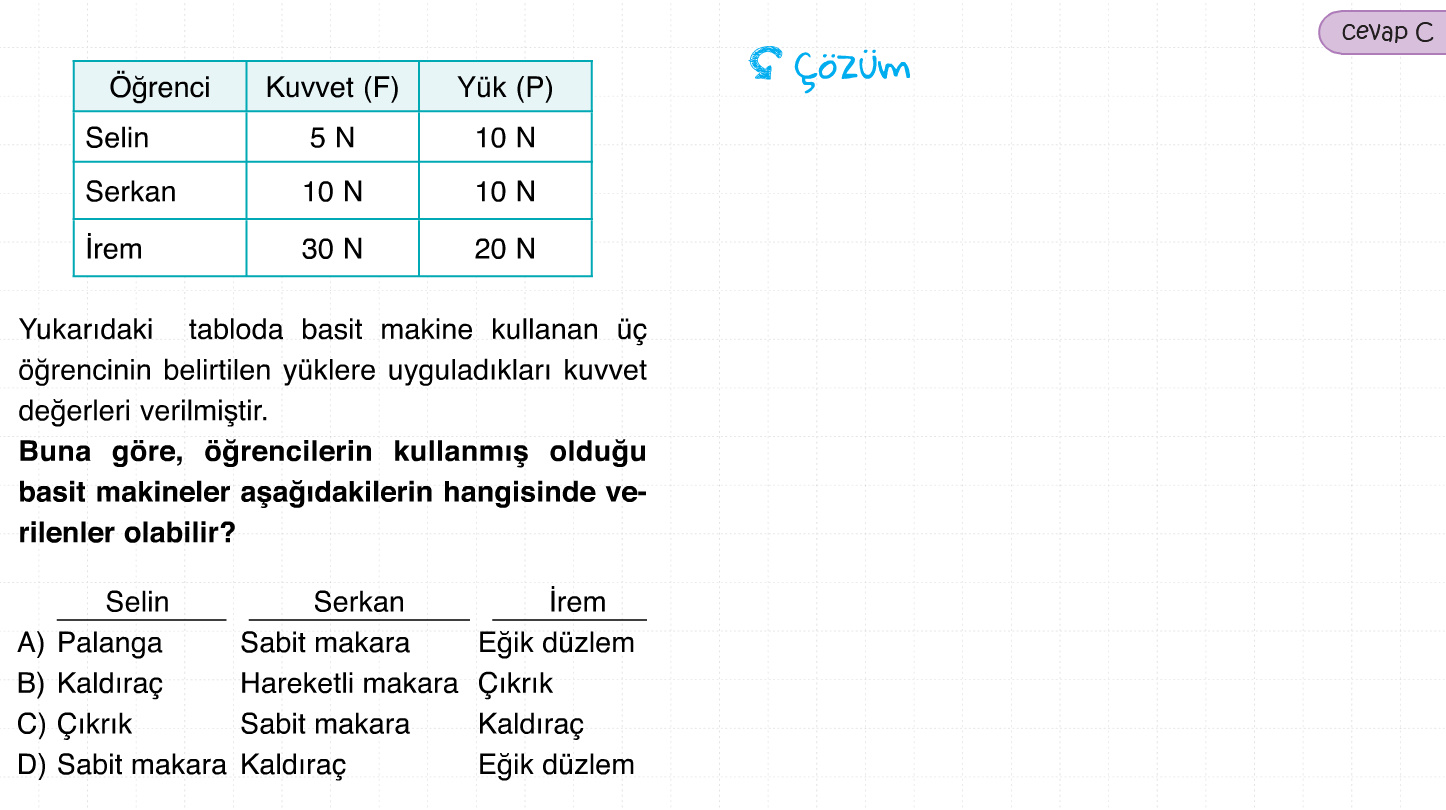 cevap C
Çözüm
Öğrenci Kuvvet (F) Yük (P)
Selin 5 N 10 N
Serkan 10 N 10 N
İrem 30 N 20 N
Yukarıdaki tabloda basit makine kullanan üç
öğrencinin belirtilen yüklere uyguladıkları kuvvet
değerleri verilmiştir.
Buna göre, öğrencilerin kullanmış olduğu
basit makineler aşağıdakilerin hangisinde ve-
rilenler olabilir?
Selin Serkan İrem
A) Palanga Sabit makara Eğik düzlem
B) Kaldıraç Hareketli makara Çıkrık
C) Çıkrık Sabit makara Kaldıraç
D) Sabit makara Kaldıraç Eğik düzlem